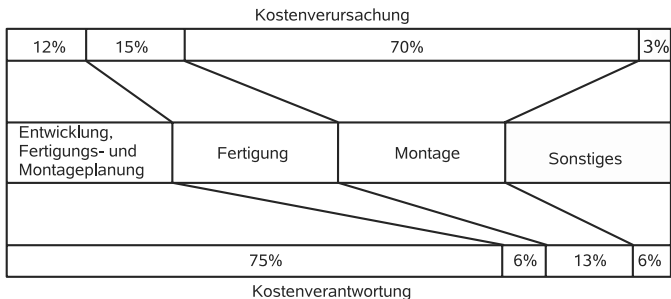 Kostenverursachung
12% 15% 70% 3%
Entwicklung,
Fertigungs- und
Montageplanung
Fertigung
Montage
Sonstiges
75% 6% 13% 6%
Kostenverantwortung